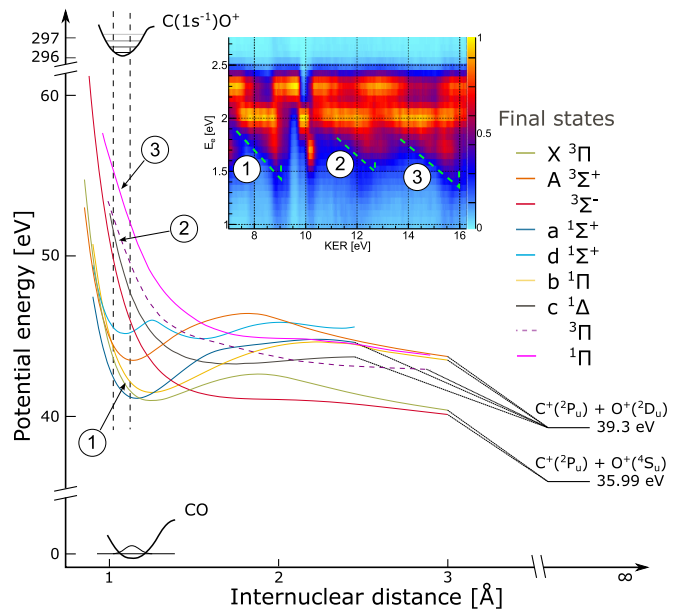 C(1s⁻¹)O⁺
297
296
60
50
40
0
Potential energy [eV]
1
2
3
∞
Internuclear distance [Å]
3
2
1
CO
2.5
2
1.5
1
Eₑ [eV]
8
10
12
14
16
KER [eV]
1
0.5
0
1
2
3
Final states
X ³Π
A ³Σ⁺
³Σ⁻
a ¹Σ⁺
d ¹Σ⁺
b ¹Π
c ¹Δ
³Π
¹Π
C⁺(²Pᵤ) + O⁺(²Dᵤ)
39.3 eV
C⁺(²Pᵤ) + O⁺(⁴Sᵤ)
35.99 eV